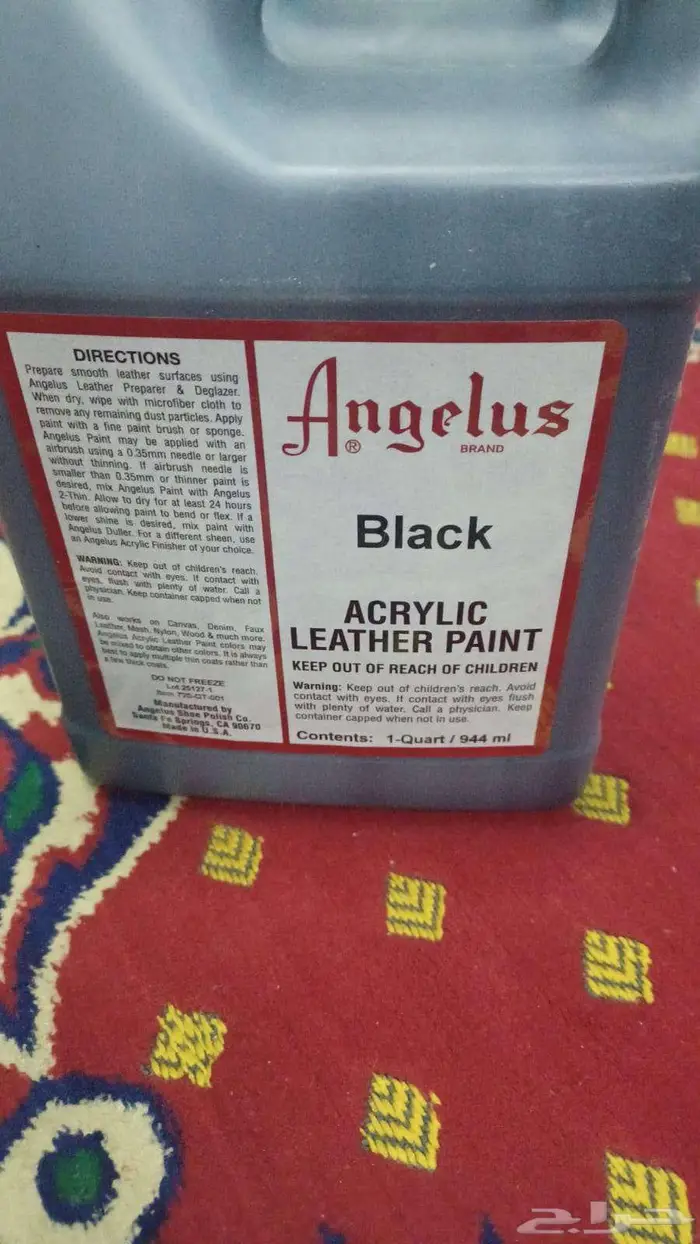 DIRECTIONS
Prepare smooth leather surfaces using
Angelus Leather Preparer & Deglazer.
When dry, wipe with microfiber cloth to
remove any remaining dust particles. Apply
paint with a fine paint brush or sponge.
Angelus Paint may be applied with an
airbrush using a 0.35mm needle or larger
without thinning. If airbrush needle is
smaller than 0.35mm or thinner paint is
desired, mix Angelus Paint with Angelus
2-Thin. Allow to dry for at least 24 hours
before allowing paint to bend or flex. If a
lower shine is desired, mix paint with
Angelus Duller. For a different sheen, use
an Angelus Acrylic Finisher of your choice.
WARNING: Keep out of children's reach.
Avoid contact with eyes. If contact with
eyes, flush with plenty of water. Call a
physician. Keep container capped when not
in use.
Also works on Canvas, Denim, Faux
Leather, Mesh, Nylon, Wood & much more.
Angelus Acrylic Leather Paint colors may
be mixed to obtain other colors. It is always
best to apply multiple thin coats rather than
a few thick coats.
DO NOT FREEZE
Lot 25127-1
Item: 720-QT-001
Manufactured by
Angelus Shoe Polish Co.
Santa Fe Springs, CA 90670
Made in U.S.A.
Angelus®
BRAND
Black
ACRYLIC
LEATHER PAINT
KEEP OUT OF REACH OF CHILDREN
Warning: Keep out of children's reach. Avoid
contact with eyes. If contact with eyes flush
with plenty of water. Call a physician. Keep
container capped when not in use.
Contents: 1-Quart / 944 ml
حراج